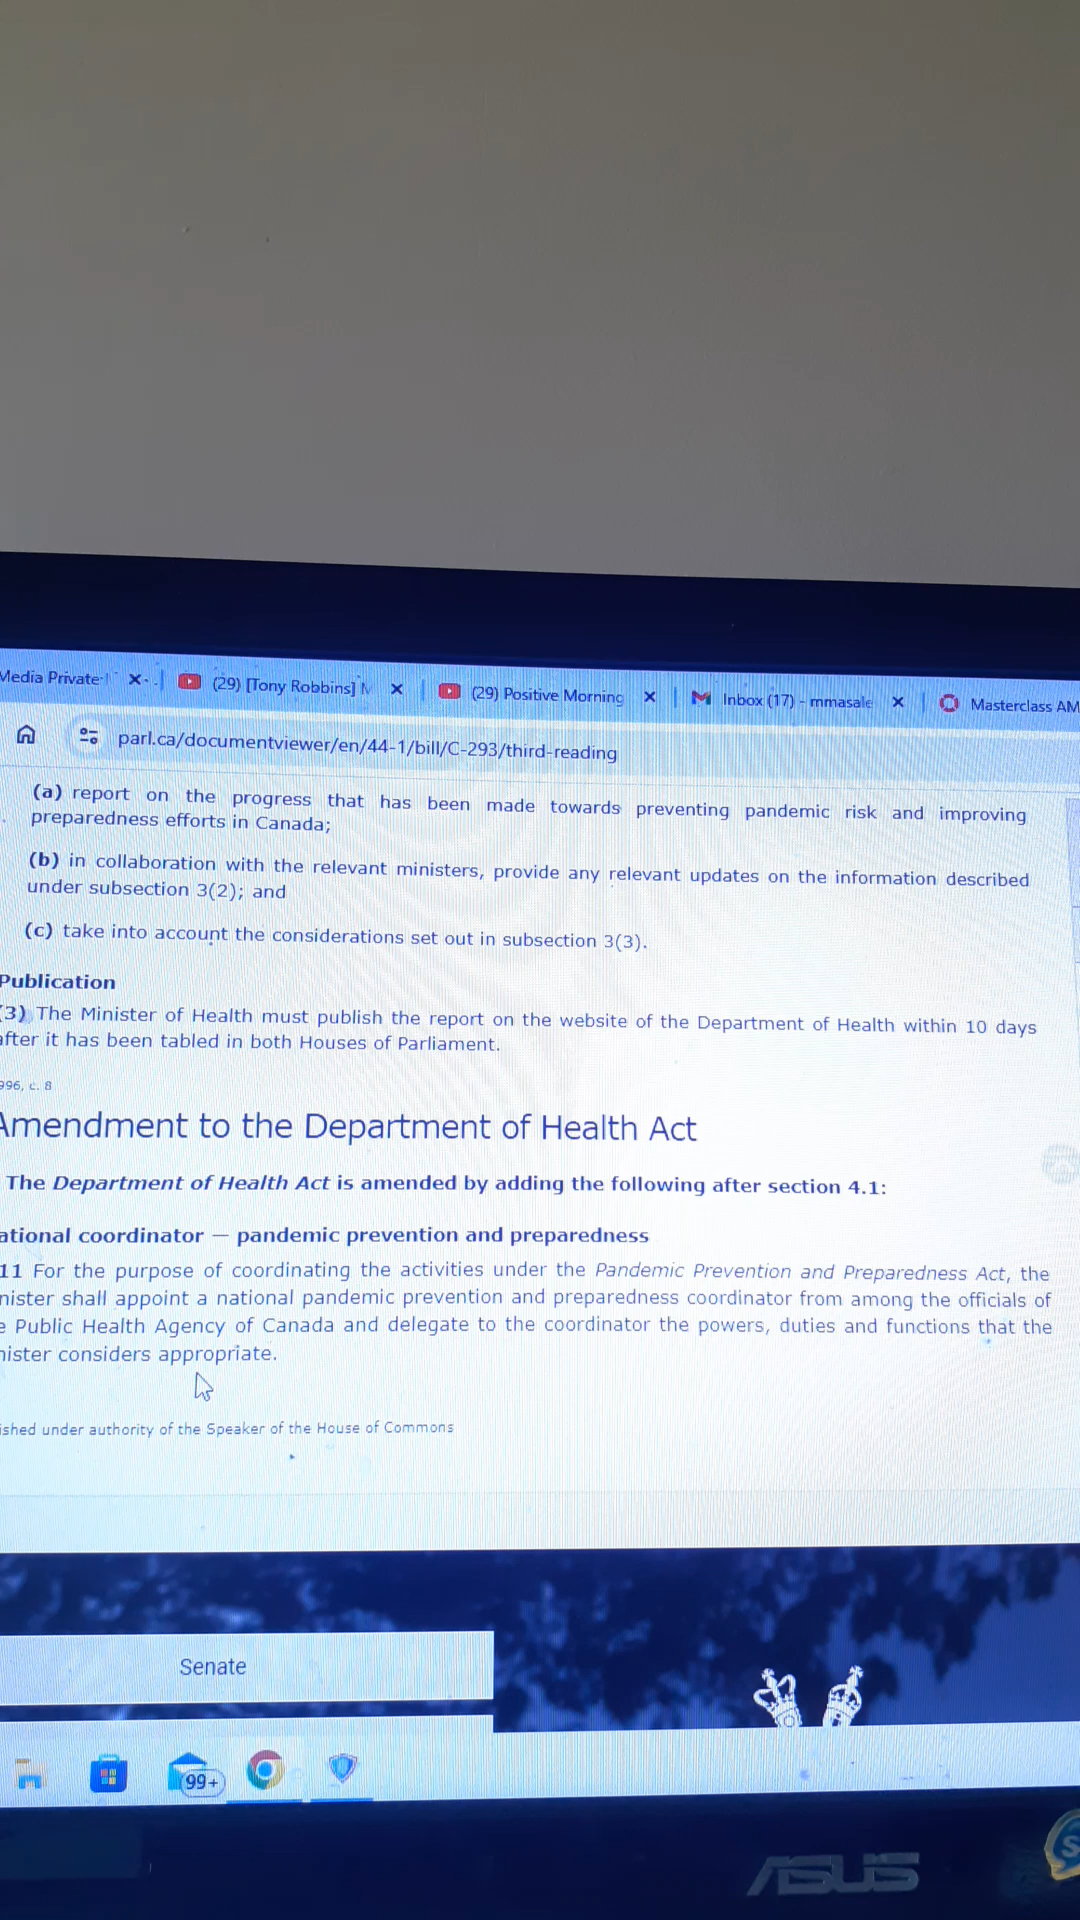 Media Private
(29) [Tony Robbins] M
(29) Positive Morning
Inbox (17) - mmasale
Masterclass AM
parl.ca/documentviewer/en/44-1/bill/C-293/third-reading
(a) report on the progress that has been made towards preventing pandemic risk and improving
preparedness efforts in Canada;
(b) in collaboration with the relevant ministers, provide any relevant updates on the information described
under subsection 3(2); and
(c) take into account the considerations set out in subsection 3(3).
Publication
(3) The Minister of Health must publish the report on the website of the Department of Health within 10 days
after it has been tabled in both Houses of Parliament.
996, c. 8
Amendment to the Department of Health Act
The Department of Health Act is amended by adding the following after section 4.1:
ational coordinator — pandemic prevention and preparedness
11 For the purpose of coordinating the activities under the Pandemic Prevention and Preparedness Act, the
nister shall appoint a national pandemic prevention and preparedness coordinator from among the officials of
e Public Health Agency of Canada and delegate to the coordinator the powers, duties and functions that the
nister considers appropriate.
ished under authority of the Speaker of the House of Commons
Senate
99+
ASUS
S